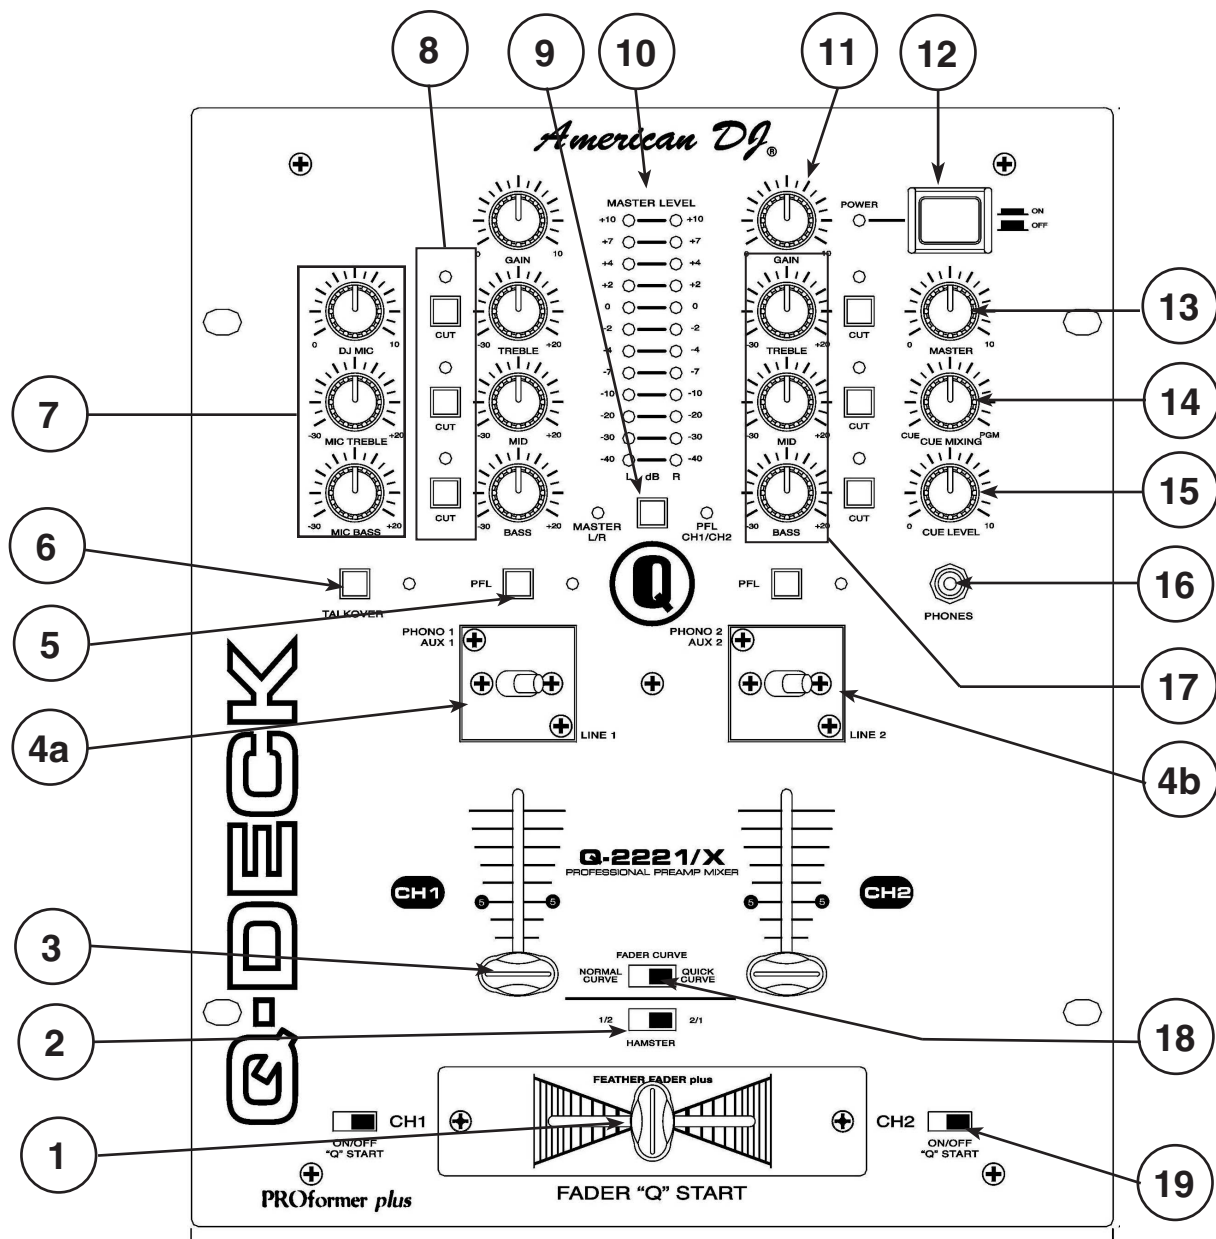 8
9
10
11
12
American DJ®
MASTER LEVEL
POWER
ON
OFF
+10 +10
+7 +7
+4 +4
+2 +2
0 0
-2 -2
-4 -4
-7 -7
-10 -10
-20 -20
-30 -30
-40 -40
L dB R
0 10
GAIN
0 10
GAIN
0 10
DJ MIC
CUT
-30 +20
TREBLE
-30 +20
TREBLE
CUT
0 10
MASTER
13
7
-30 +20
MIC TREBLE
CUT
-30 +20
MID
-30 +20
MID
CUT
CUE PGM
CUE MIXING
14
-30 +20
MIC BASS
CUT
-30 +20
BASS
MASTER
L/R
PFL
CH1/CH2
-30 +20
BASS
CUT
0 10
CUE LEVEL
15
6
TALKOVER
PFL
Q
PFL
PHONES
16
5
PHONO 1
AUX 1
LINE 1
PHONO 2
AUX 2
LINE 2
17
4a
4b
Q-DECK
Q-2221/X
PROFESSIONAL PREAMP MIXER
CH1
CH2
5 5
5 5
3
FADER CURVE
NORMAL
CURVE
QUICK
CURVE
2
1/2 2/1
HAMSTER
18
FEATHER FADER plus
1
CH1
ON/OFF
"Q" START
CH2
ON/OFF
"Q" START
19
PROformer plus
FADER "Q" START